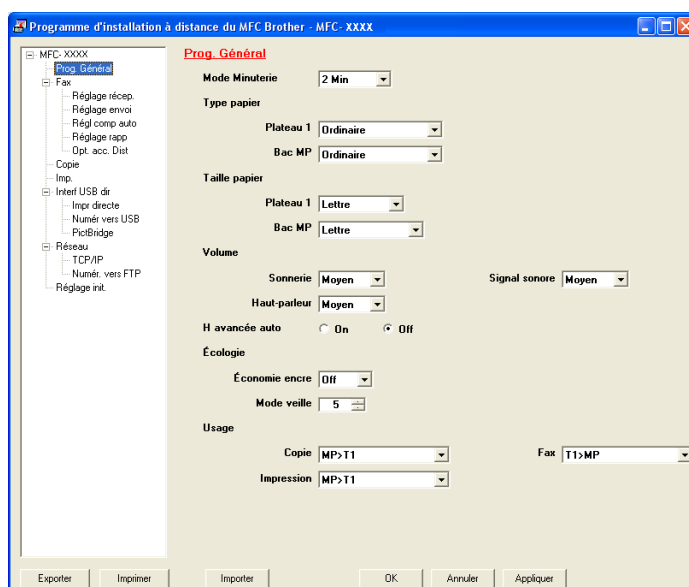 Programme d'installation à distance du MFC Brother - MFC- XXXX
MFC- XXXX
Prog. Général
Fax
Réglage récep.
Réglage envoi
Régl comp auto
Réglage rapp
Opt. acc. Dist
Copie
Imp.
Interf USB dir
Impr directe
Numér vers USB
PictBridge
Réseau
TCP/IP
Numér. vers FTP
Réglage init.
Prog. Général
Mode Minuterie 2 Min
Type papier
Plateau 1 Ordinaire
Bac MP Ordinaire
Taille papier
Plateau 1 Lettre
Bac MP Lettre
Volume
Sonnerie Moyen Signal sonore Moyen
Haut-parleur Moyen
H avancée auto On Off
Écologie
Économie encre Off
Mode veille 5
Usage
Copie MP>T1 Fax T1>MP
Impression MP>T1
Exporter Imprimer Importer OK Annuler Appliquer